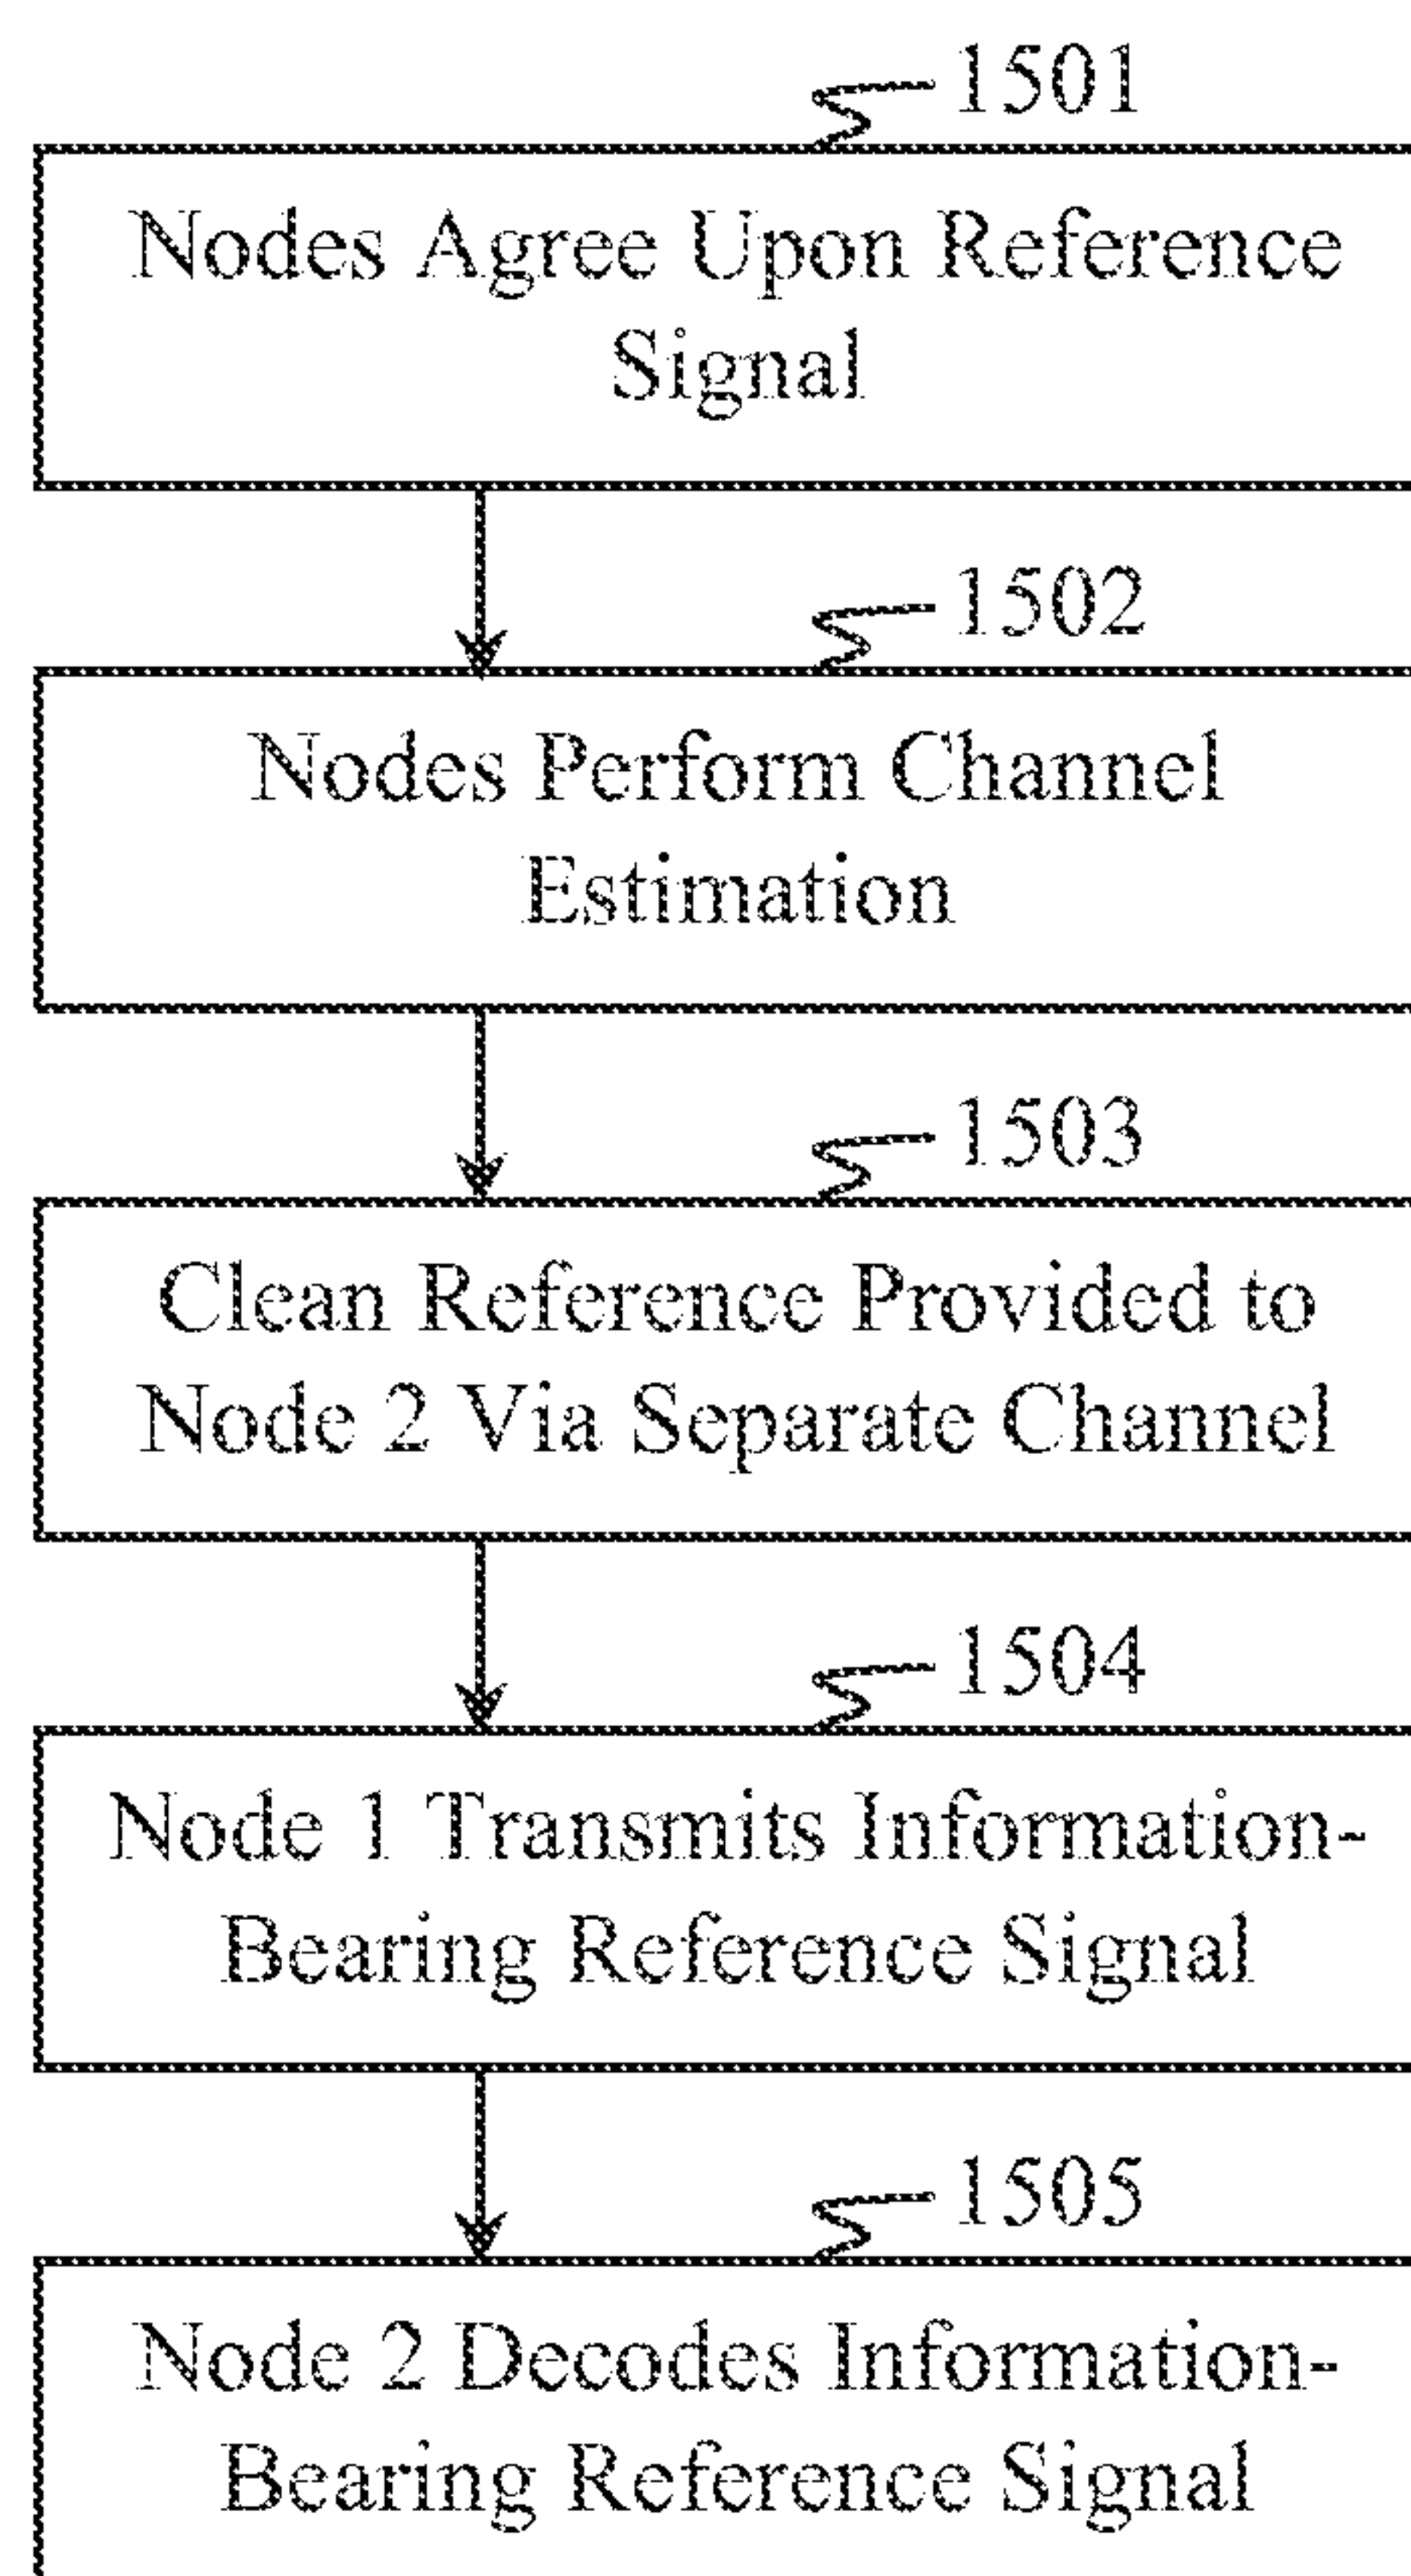 1501
Nodes Agree Upon Reference
Signal
1502
Nodes Perform Channel
Estimation
1503
Clean Reference Provided to
Node 2 Via Separate Channel
1504
Node 1 Transmits Information-
Bearing Reference Signal
1505
Node 2 Decodes Information-
Bearing Reference Signal